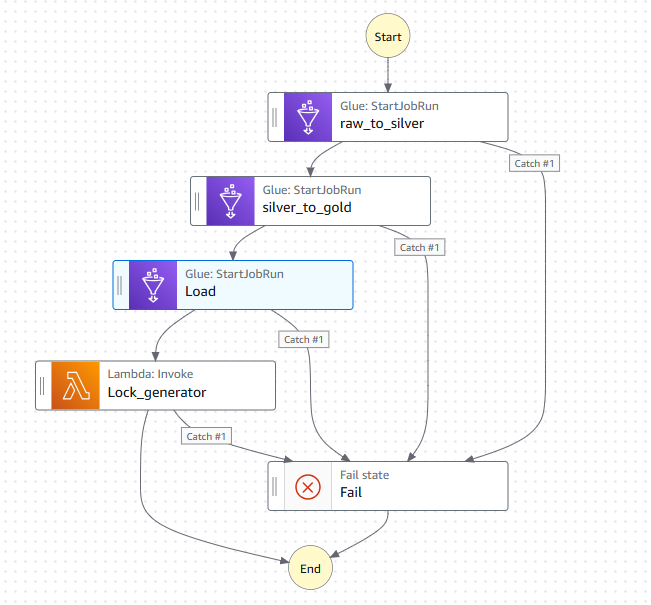 Start
Glue: StartJobRun
raw_to_silver
Catch #1
Glue: StartJobRun
silver_to_gold
Catch #1
Glue: StartJobRun
Load
Catch #1
Lambda: Invoke
Lock_generator
Catch #1
Fail state
Fail
End